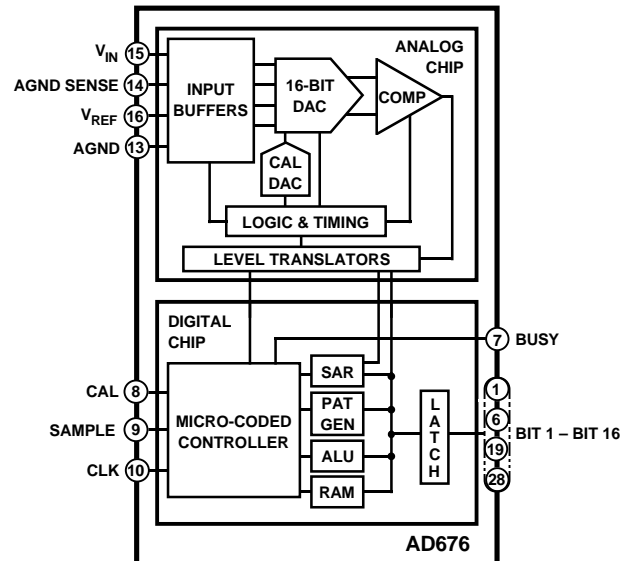 ANALOG
CHIP
V_IN 15
AGND SENSE 14
V_REF 16
AGND 13
INPUT
BUFFERS
16-BIT
DAC
COMP
CAL
DAC
LOGIC & TIMING
LEVEL TRANSLATORS
DIGITAL
CHIP
7 BUSY
CAL 8
SAMPLE 9
CLK 10
MICRO-CODED
CONTROLLER
SAR
PAT
GEN
ALU
RAM
L
A
T
C
H
1
6
19
28
BIT 1 – BIT 16
AD676